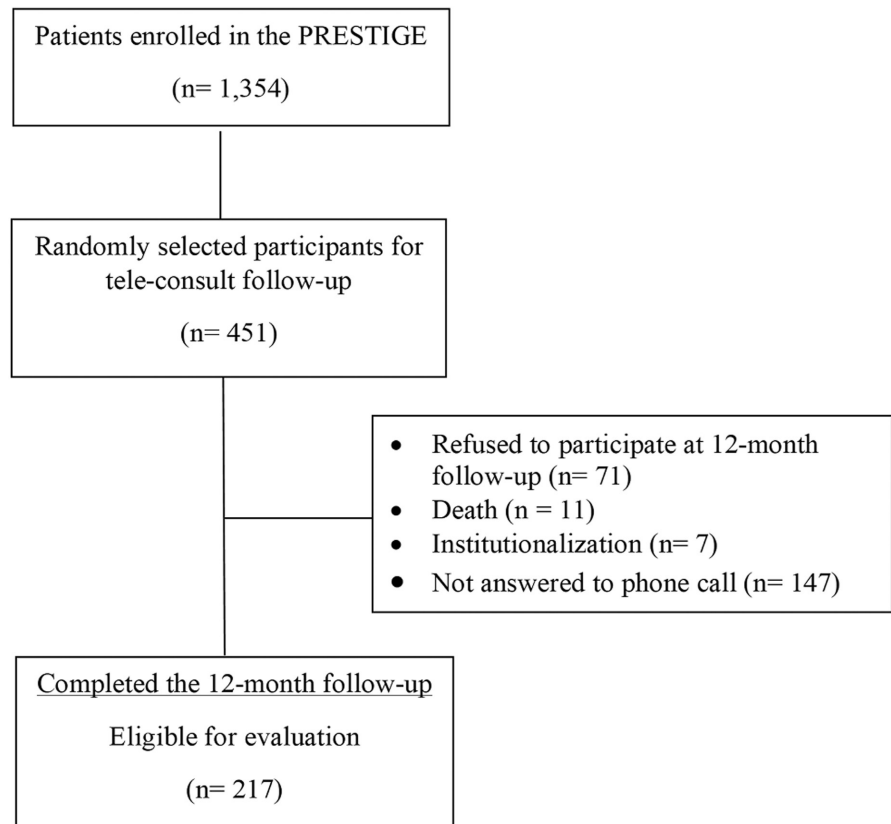 Patients enrolled in the PRESTIGE
(n= 1,354)
Randomly selected participants for
tele-consult follow-up
(n= 451)
• Refused to participate at 12-month
follow-up (n= 71)
• Death (n = 11)
• Institutionalization (n= 7)
• Not answered to phone call (n= 147)
Completed the 12-month follow-up
Eligible for evaluation
(n= 217)